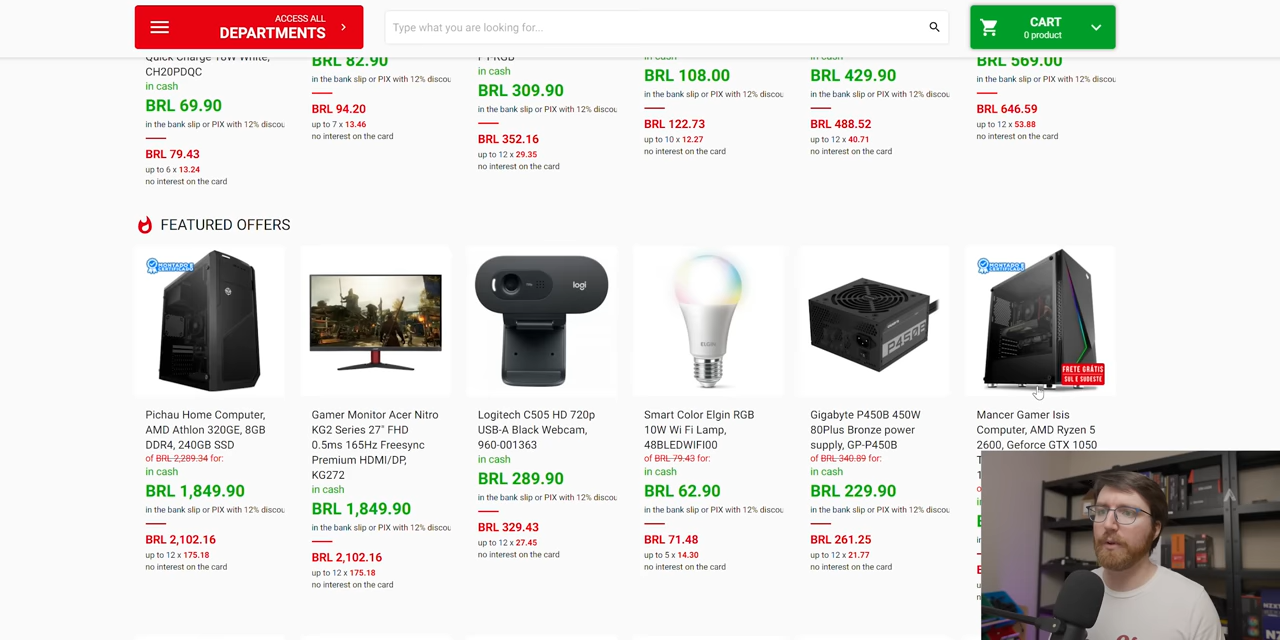 ACCESS ALL
DEPARTMENTS
Type what you are looking for...
CART
0 product
Quick Charge 10W White,
CH20PDQC
in cash
BRL 69.90
in the bank slip or PIX with 12% discou
BRL 79.43
up to 6 x 13.24
no interest on the card
BRL 82.90
in the bank slip or PIX with 12% discou
BRL 94.20
up to 7 x 13.46
no interest on the card
in cash
BRL 309.90
in the bank slip or PIX with 12% discou
BRL 352.16
up to 12 x 29.35
no interest on the card
in cash
BRL 108.00
in the bank slip or PIX with 12% discou
BRL 122.73
up to 10 x 12.27
no interest on the card
in cash
BRL 429.90
in the bank slip or PIX with 12% discou
BRL 488.52
up to 12 x 40.71
no interest on the card
BRL 569.00
in the bank slip or PIX with 12% discou
BRL 646.59
up to 12 x 53.88
no interest on the card
FEATURED OFFERS
MONTADO E
CERTIFICADO
logi
ELGIN
P450B
MONTADO E
CERTIFICADO
FRETE GRÁTIS
SUL E SUDESTE
Pichau Home Computer,
AMD Athlon 320GE, 8GB
DDR4, 240GB SSD
of BRL 2,289.34 for:
in cash
BRL 1,849.90
in the bank slip or PIX with 12% discou
BRL 2,102.16
up to 12 x 175.18
no interest on the card
Gamer Monitor Acer Nitro
KG2 Series 27" FHD
0.5ms 165Hz Freesync
Premium HDMI/DP,
KG272
in cash
BRL 1,849.90
in the bank slip or PIX with 12% discou
BRL 2,102.16
up to 12 x 175.18
no interest on the card
Logitech C505 HD 720p
USB-A Black Webcam,
960-001363
in cash
BRL 289.90
in the bank slip or PIX with 12% discou
BRL 329.43
up to 12 x 27.45
no interest on the card
Smart Color Elgin RGB
10W Wi Fi Lamp,
48BLEDWIFI00
of BRL 79.43 for:
in cash
BRL 62.90
in the bank slip or PIX with 12% discou
BRL 71.48
up to 5 x 14.30
no interest on the card
Gigabyte P450B 450W
80Plus Bronze power
supply, GP-P450B
of BRL 340.89 for:
in cash
BRL 229.90
in the bank slip or PIX with 12% discou
BRL 261.25
up to 12 x 21.77
no interest on the card
Mancer Gamer Isis
Computer, AMD Ryzen 5
2600, Geforce GTX 1050